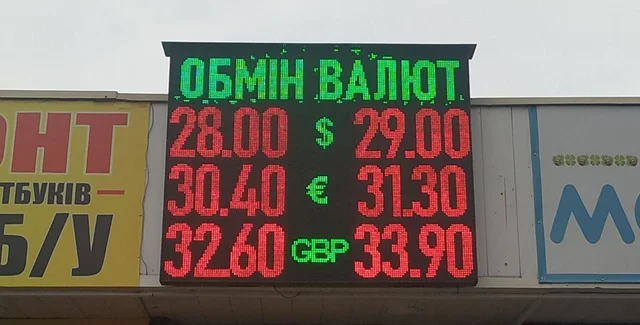 ОБМІН ВАЛЮТ
28.00 $ 29.00
30.40 € 31.30
32.60 GBP 33.90
ОНТ
ТБУКІВ
Б/У